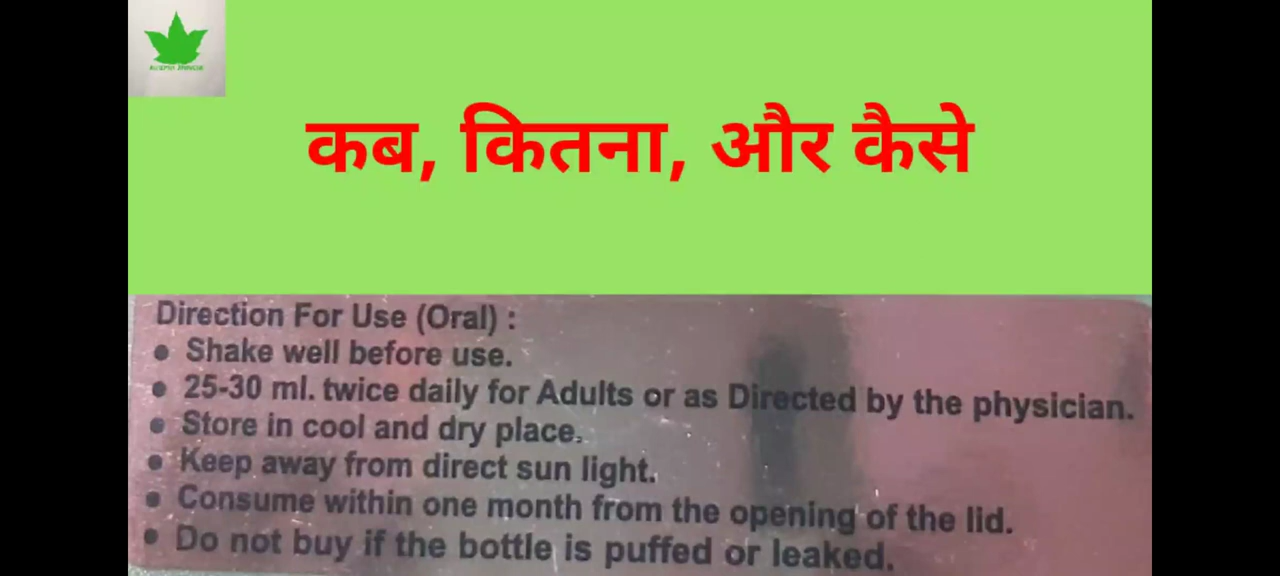 कब, कितना, और कैसे
Direction For Use (Oral) :
● Shake well before use.
● 25-30 ml. twice daily for Adults or as Directed by the physician.
● Store in cool and dry place.
● Keep away from direct sun light.
● Consume within one month from the opening of the lid.
● Do not buy if the bottle is puffed or leaked.